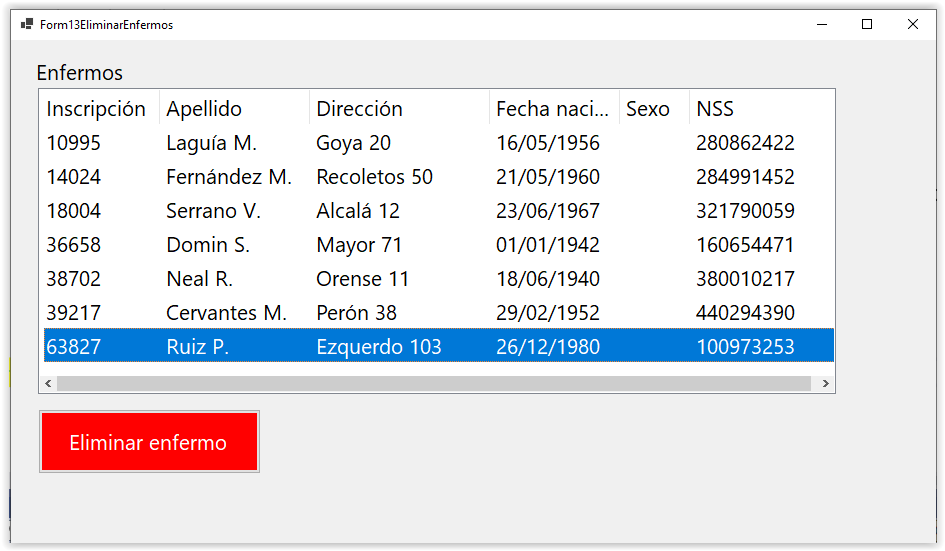 Form13EliminarEnfermos
Enfermos
Inscripción Apellido Dirección Fecha naci... Sexo NSS
10995 Laguía M. Goya 20 16/05/1956 280862422
14024 Fernández M. Recoletos 50 21/05/1960 284991452
18004 Serrano V. Alcalá 12 23/06/1967 321790059
36658 Domin S. Mayor 71 01/01/1942 160654471
38702 Neal R. Orense 11 18/06/1940 380010217
39217 Cervantes M. Perón 38 29/02/1952 440294390
63827 Ruiz P. Ezquerdo 103 26/12/1980 100973253
Eliminar enfermo